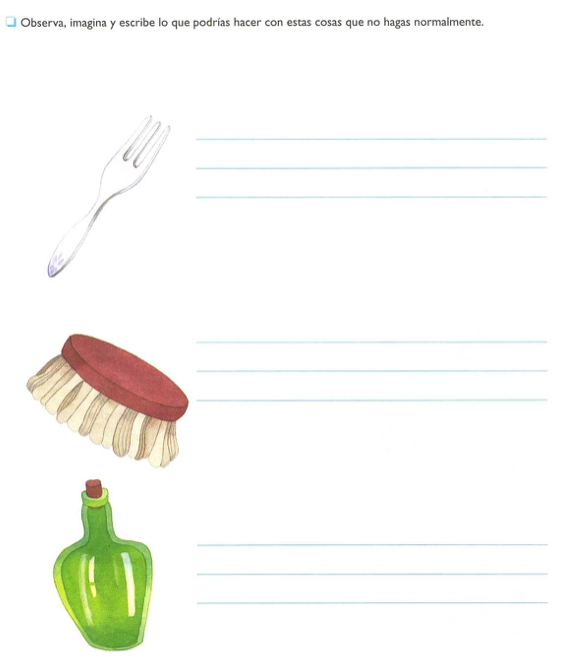 Observa, imagina y escribe lo que podrías hacer con estas cosas que no hagas normalmente.